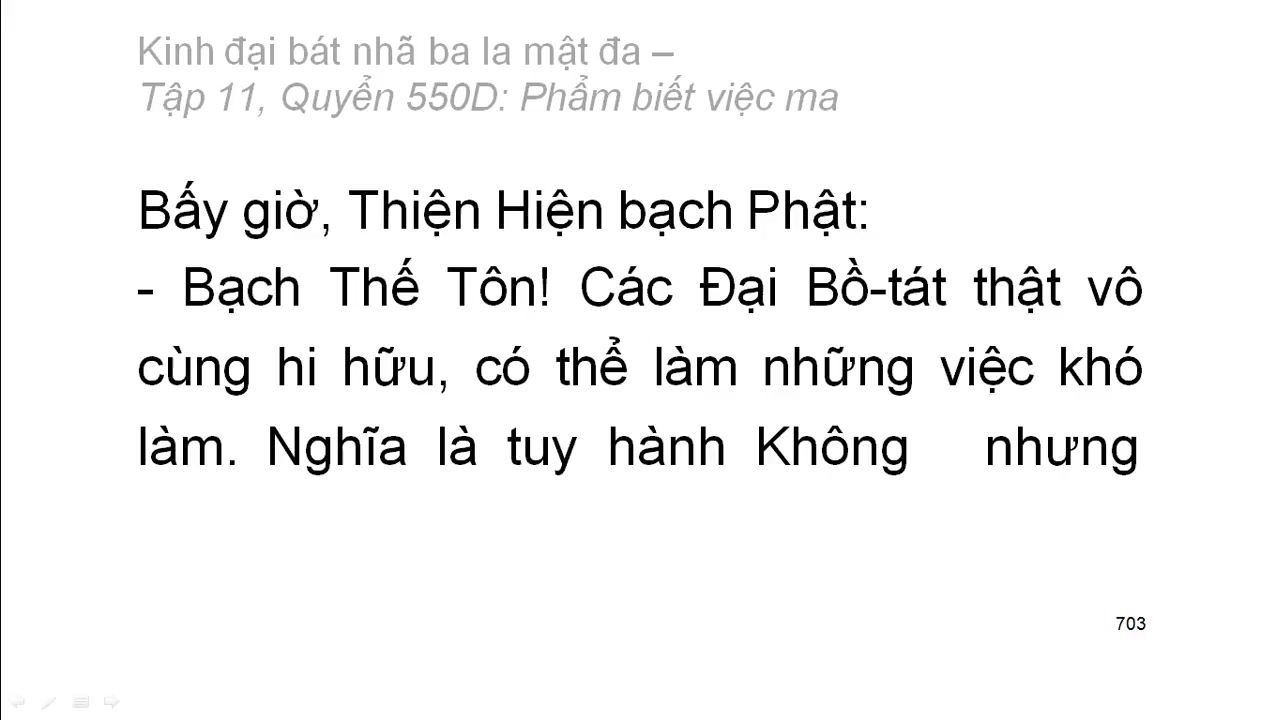 Kinh đại bát nhã ba la mật đa –
Tập 11, Quyển 550D: Phẩm biết việc ma
Bấy giờ, Thiện Hiện bạch Phật:
- Bạch Thế Tôn! Các Đại Bồ-tát thật vô
cùng hi hữu, có thể làm những việc khó
làm. Nghĩa là tuy hành Không nhưng
703